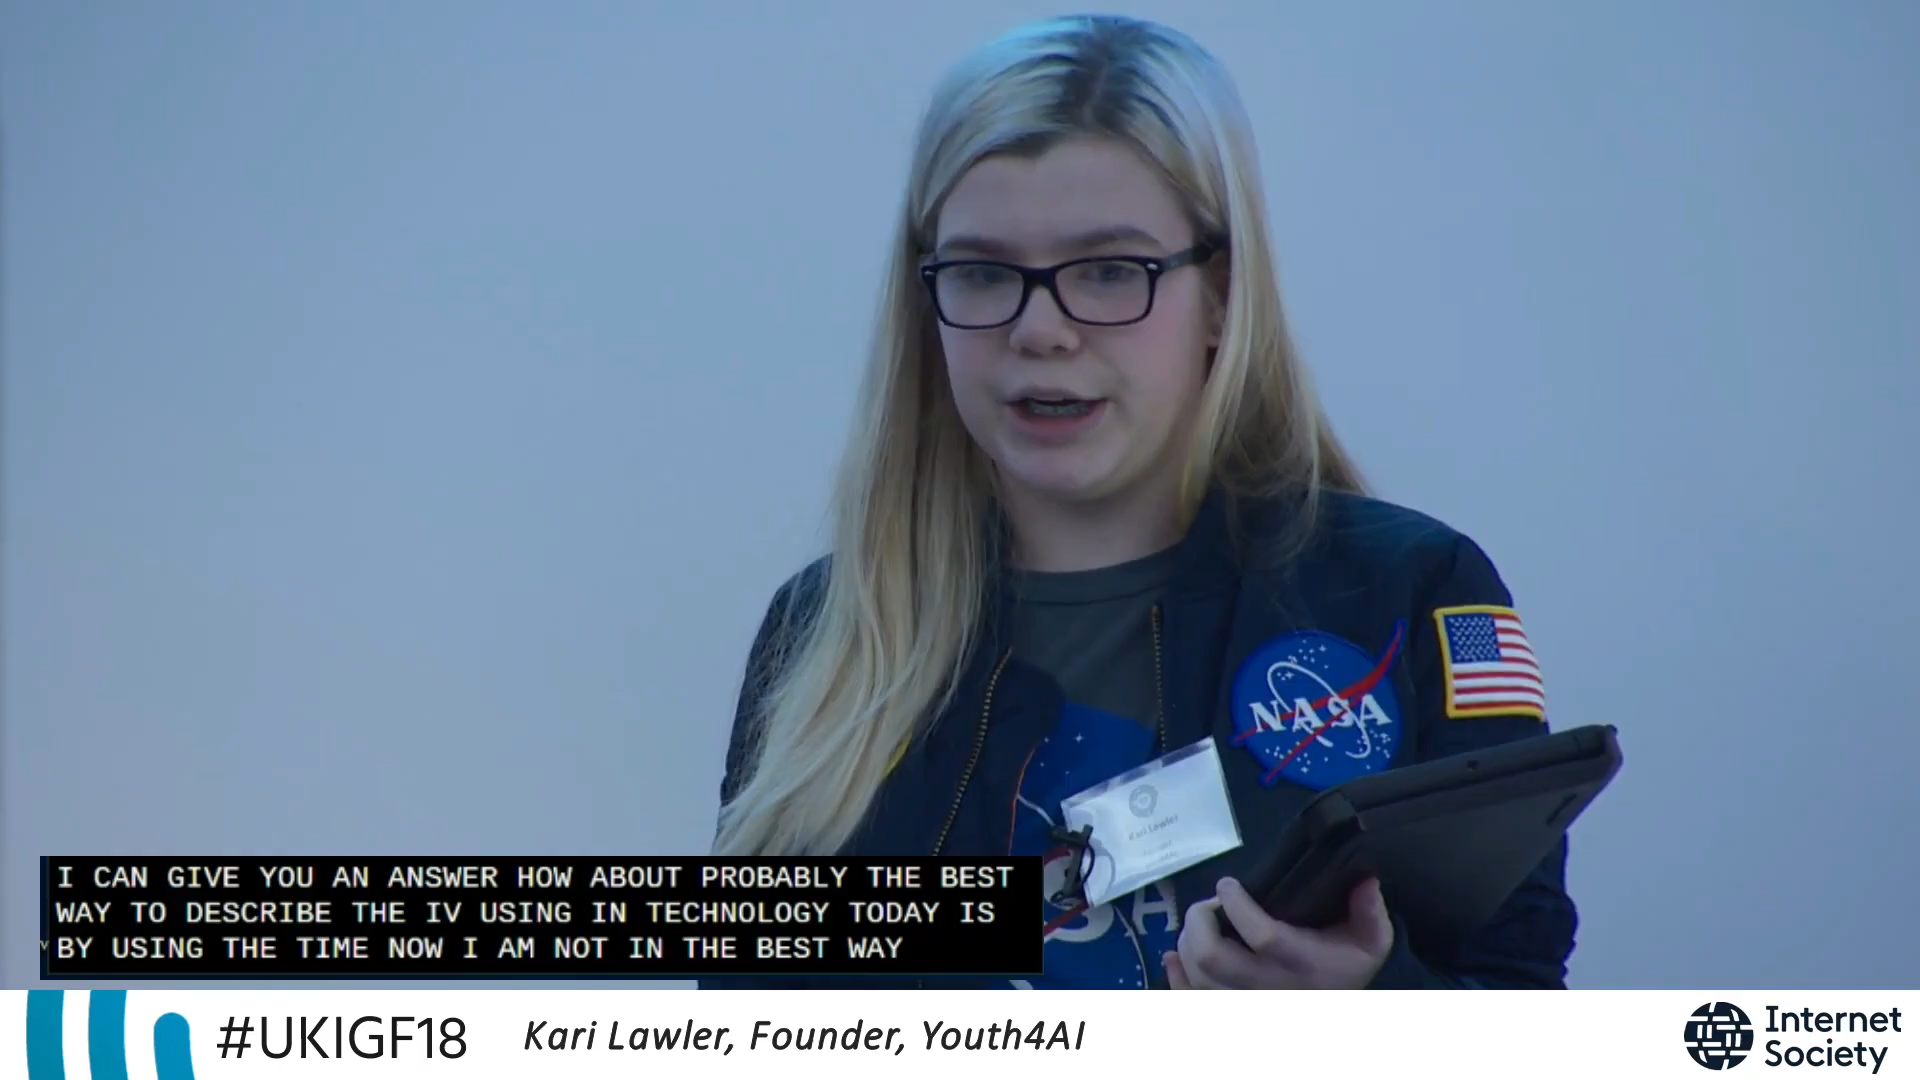 NASA
Kari Lawler
I CAN GIVE YOU AN ANSWER HOW ABOUT PROBABLY THE BEST
WAY TO DESCRIBE THE IV USING IN TECHNOLOGY TODAY IS
BY USING THE TIME NOW I AM NOT IN THE BEST WAY
#UKIGF18
Kari Lawler, Founder, Youth4AI
Internet
Society